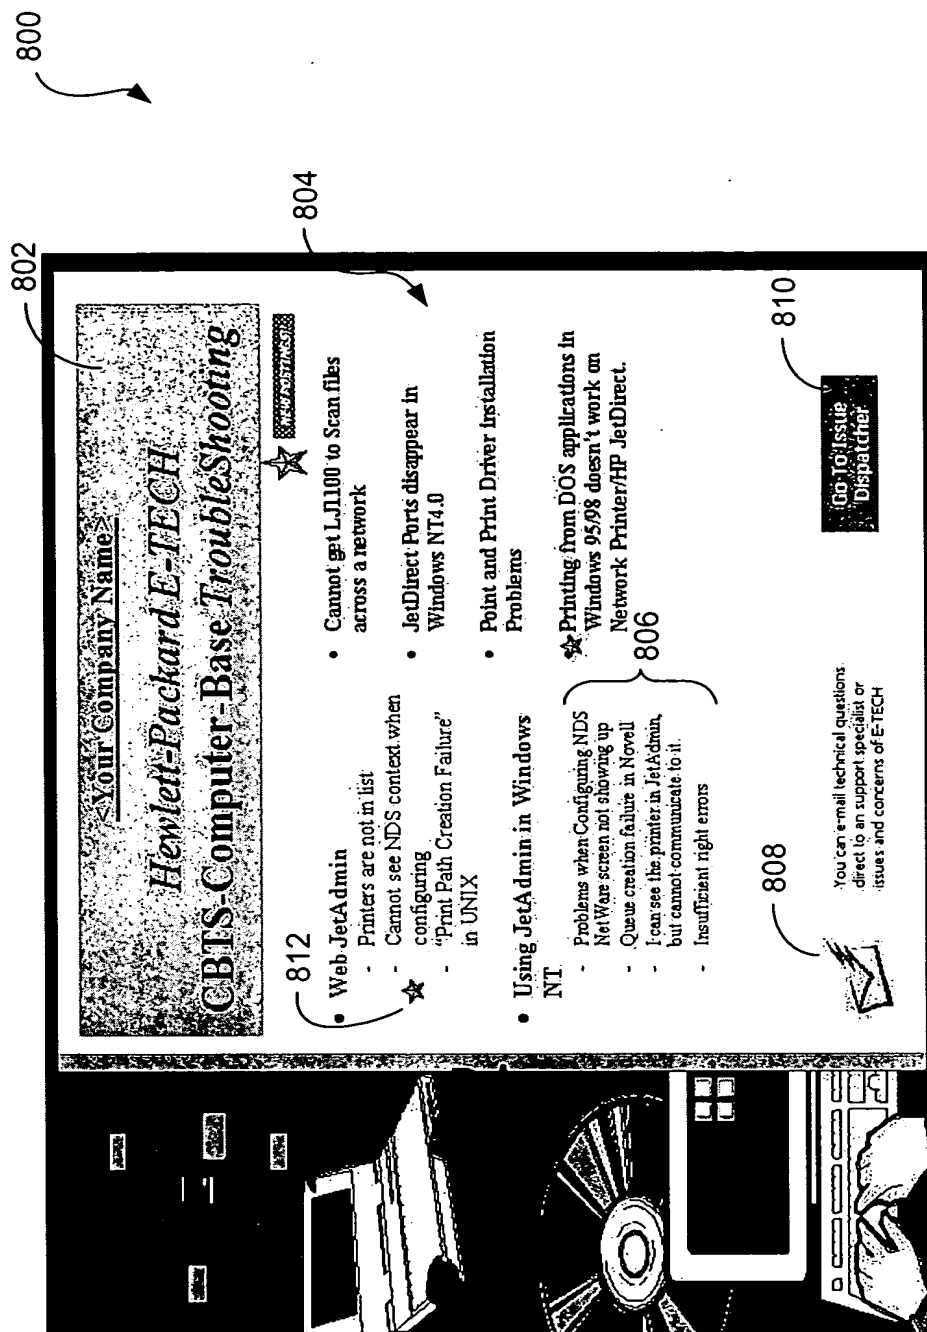 800
802
<Your Company Name>
Hewlett-Packard E-TECH
CBTS-Computer-Base TroubleShooting
NEW POSTINGS!
804
812
• Web JetAdmin
- Printers are not in list
- Cannot see NDS context when
configuring
- "Print Path Creation Failure"
in UNIX
• Using JetAdmin in Windows
NT
- Problems when Configuring NDS
NetWare screen not showing up
- Queue creation failure in Novell
- I can see the printer in JetAdmin,
but cannot communicate to it.
- Insufficient right errors
806
• Cannot get LJ1100 to Scan files
across a network
• JetDirect Ports disappear in
Windows NT4.0
• Point and Print Driver installation
Problems
Printing from DOS applications in
Windows 95/98 doesn't work on
Network Printer/HP JetDirect.
808
You can e-mail technical questions
direct to an support specialist or
issues and concerns of E-TECH
810
Go To Issue
Dispatcher